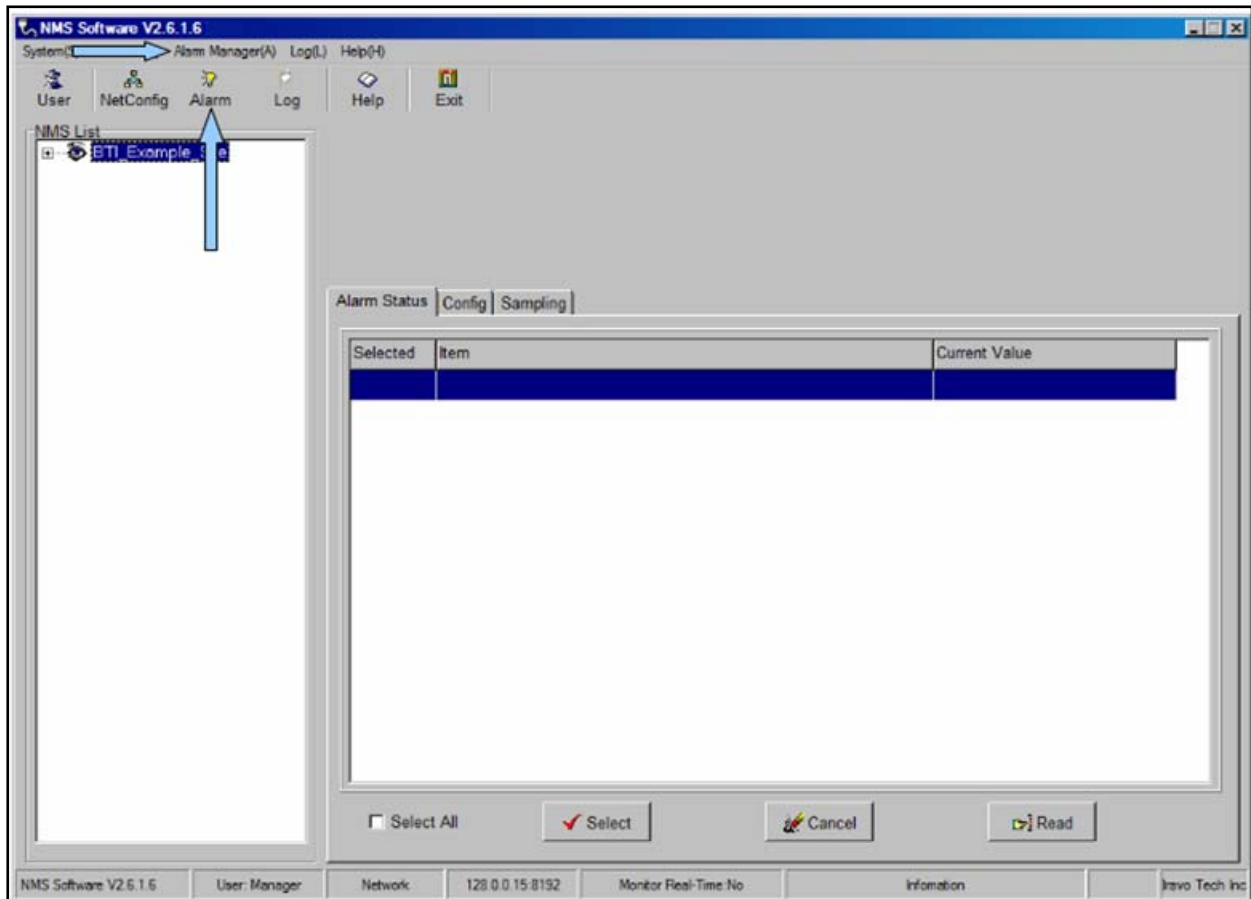 NMS Software V2.6.1.6
System(S Alarm Manager(A) Log(L) Help(H)
User NetConfig Alarm Log Help Exit
NMS List
BTI_Example_
Alarm Status Config Sampling
Selected Item Current Value
Select All Select Cancel Read
NMS Software V2.6.1.6 User: Manager Network 128.0.0.15:8192 Monitor Real-Time:No Infomation Tech Inc